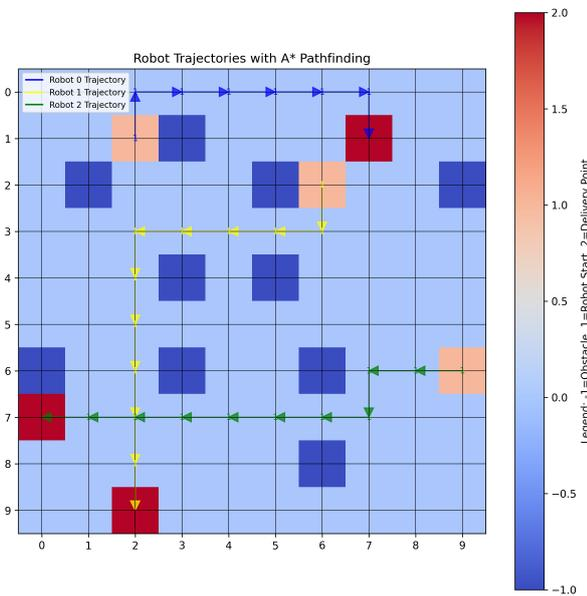 Robot Trajectories with A* Pathfinding
Robot 0 Trajectory
Robot 1 Trajectory
Robot 2 Trajectory
0
1
2
3
4
5
6
7
8
9
0 1 2 3 4 5 6 7 8 9
2.0
1.5
1.0
0.5
0.0
−0.5
−1.0
Legend: -1=Obstacle, 1=Robot Start, 2=Delivery Point